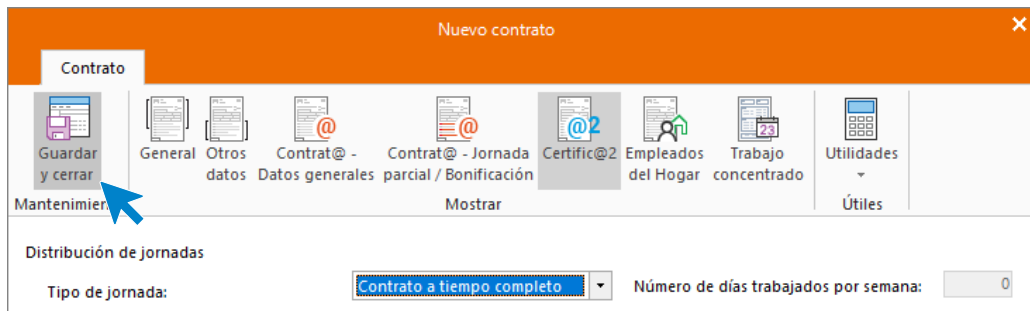 Nuevo contrato
Contrato
Guardar
y cerrar
General
Otros
datos
Contrat@ -
Datos generales
Contrat@ - Jornada
parcial / Bonificación
Certific@2
Empleados
del Hogar
Trabajo
concentrado
Utilidades
Mantenimien
Mostrar
Útiles
Distribución de jornadas
Tipo de jornada:
Contrato a tiempo completo
Número de días trabajados por semana:
0